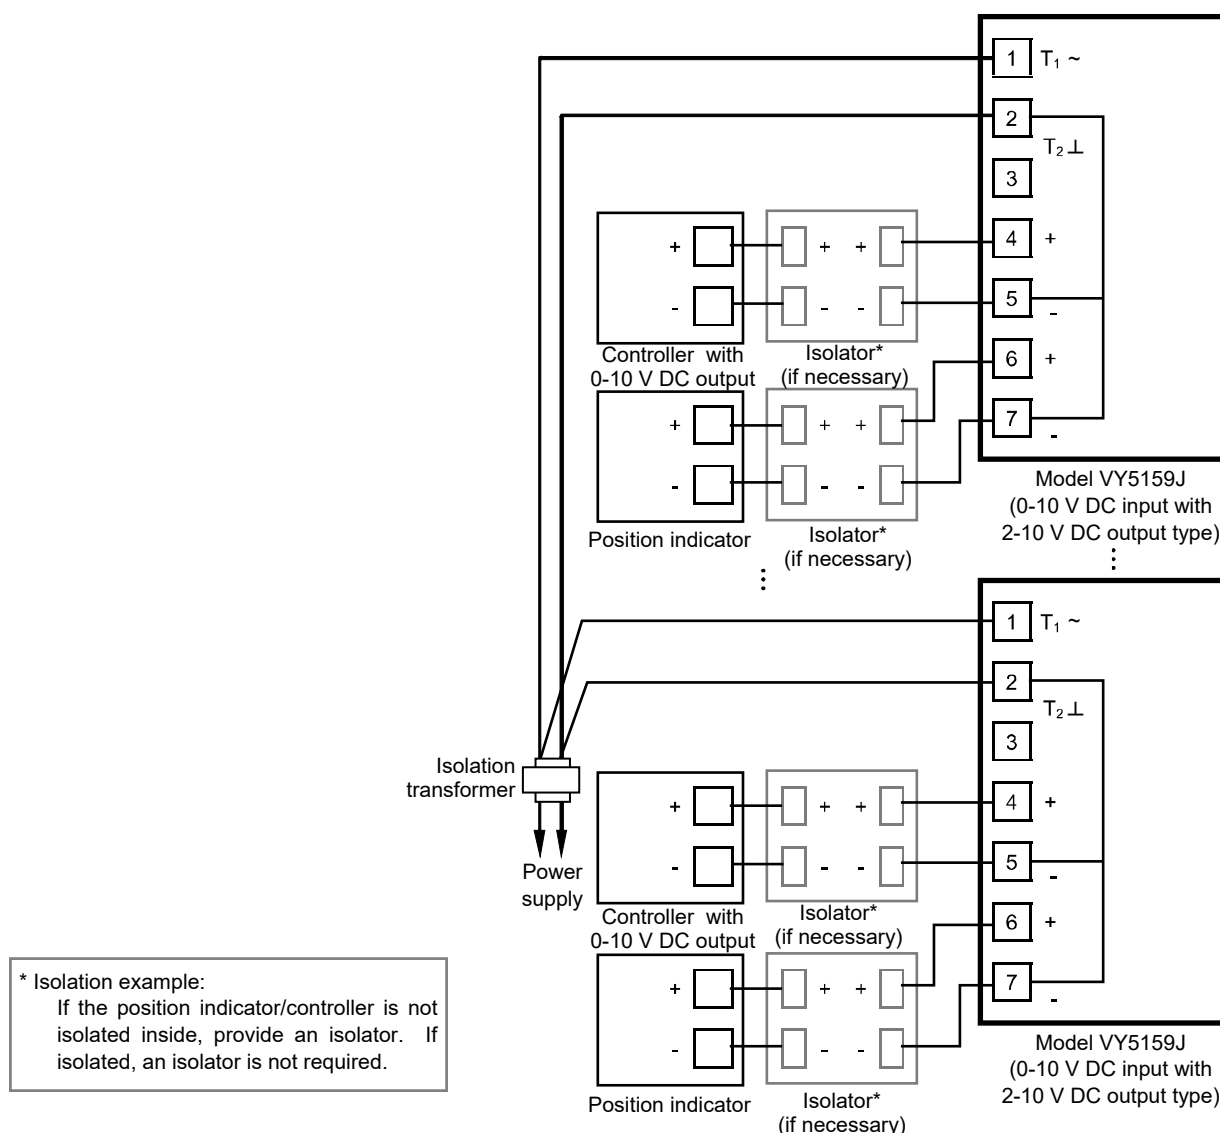 1 T₁ ~
2
T₂ ⊥
3
+ + + 4 +
- - - 5 -
Controller with
0-10 V DC output
Isolator*
(if necessary)
6 +
+ + + 7 -
- - -
Position indicator
Isolator*
(if necessary)
Model VY5159J
(0-10 V DC input with
2-10 V DC output type)
⋮ ⋮
1 T₁ ~
2
T₂ ⊥
3
Isolation
transformer
Power
supply
+ + + 4 +
- - - 5 -
Controller with
0-10 V DC output
Isolator*
(if necessary)
6 +
+ + + 7 -
- - -
Position indicator
Isolator*
(if necessary)
Model VY5159J
(0-10 V DC input with
2-10 V DC output type)
* Isolation example:
If the position indicator/controller is not
isolated inside, provide an isolator. If
isolated, an isolator is not required.